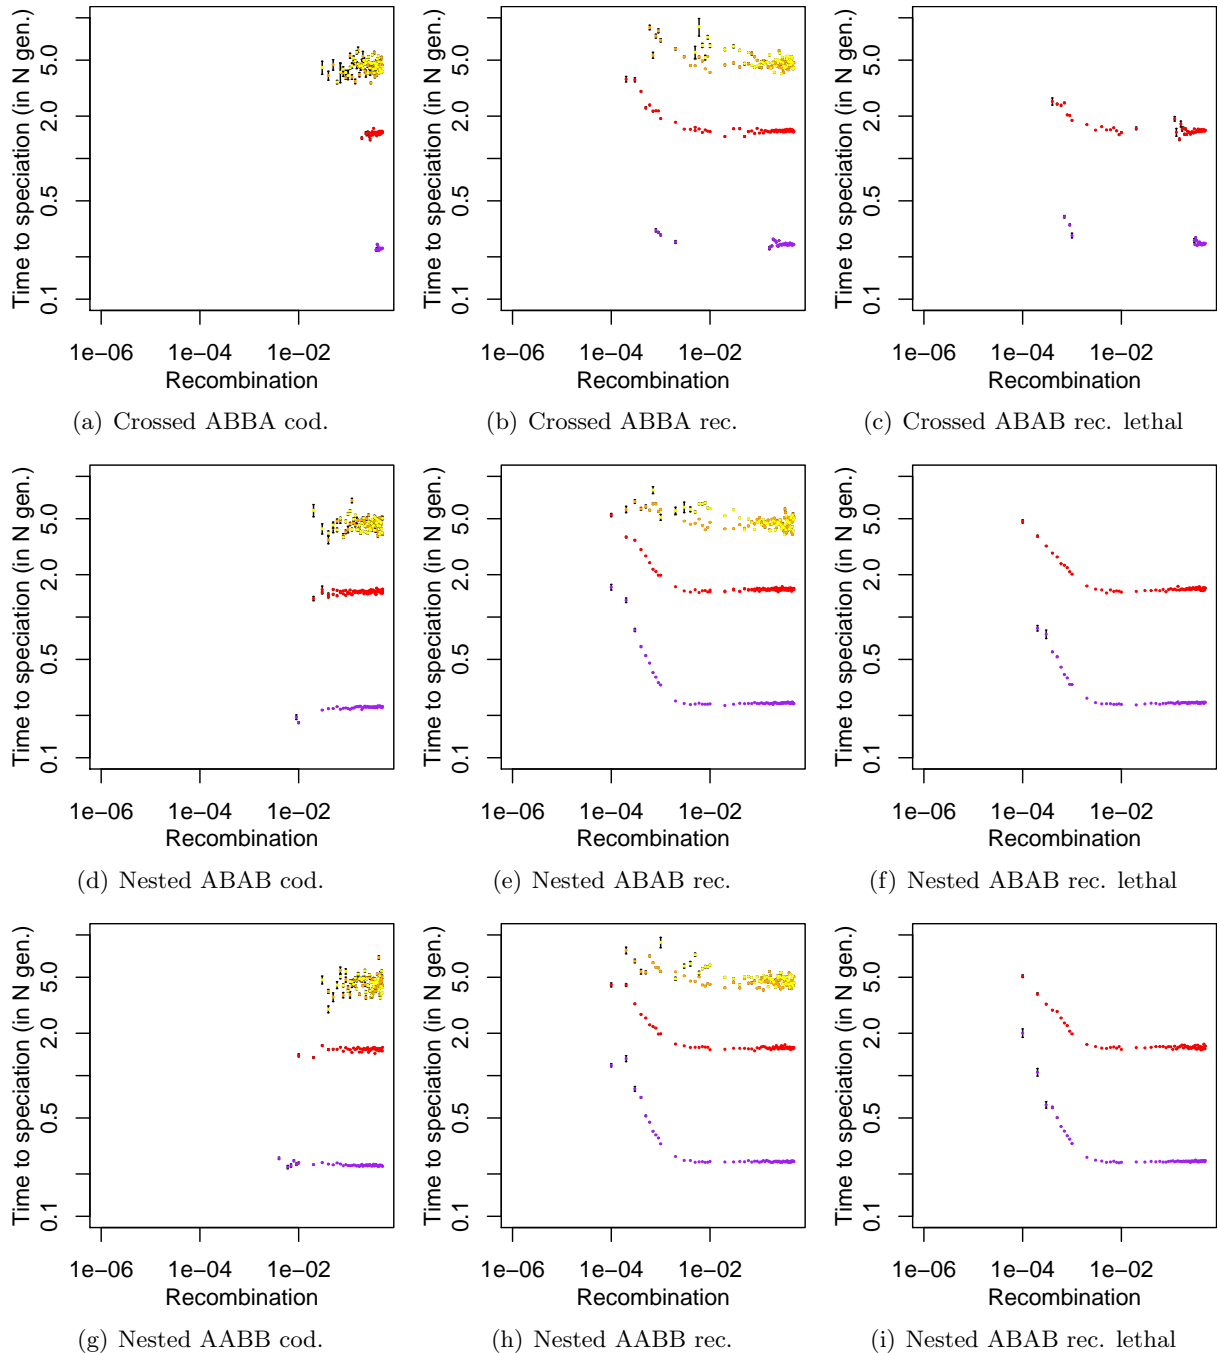 Time to speciation (in N gen.)
0.1
0.5
2.0
5.0
1e−06
1e−04
1e−02
Recombination
(a) Crossed ABBA cod.
Time to speciation (in N gen.)
0.1
0.5
2.0
5.0
1e−06
1e−04
1e−02
Recombination
(b) Crossed ABBA rec.
Time to speciation (in N gen.)
0.1
0.5
2.0
5.0
1e−06
1e−04
1e−02
Recombination
(c) Crossed ABAB rec. lethal
Time to speciation (in N gen.)
0.1
0.5
2.0
5.0
1e−06
1e−04
1e−02
Recombination
(d) Nested ABAB cod.
Time to speciation (in N gen.)
0.1
0.5
2.0
5.0
1e−06
1e−04
1e−02
Recombination
(e) Nested ABAB rec.
Time to speciation (in N gen.)
0.1
0.5
2.0
5.0
1e−06
1e−04
1e−02
Recombination
(f) Nested ABAB rec. lethal
Time to speciation (in N gen.)
0.1
0.5
2.0
5.0
1e−06
1e−04
1e−02
Recombination
(g) Nested AABB cod.
Time to speciation (in N gen.)
0.1
0.5
2.0
5.0
1e−06
1e−04
1e−02
Recombination
(h) Nested AABB rec.
Time to speciation (in N gen.)
0.1
0.5
2.0
5.0
1e−06
1e−04
1e−02
Recombination
(i) Nested ABAB rec. lethal